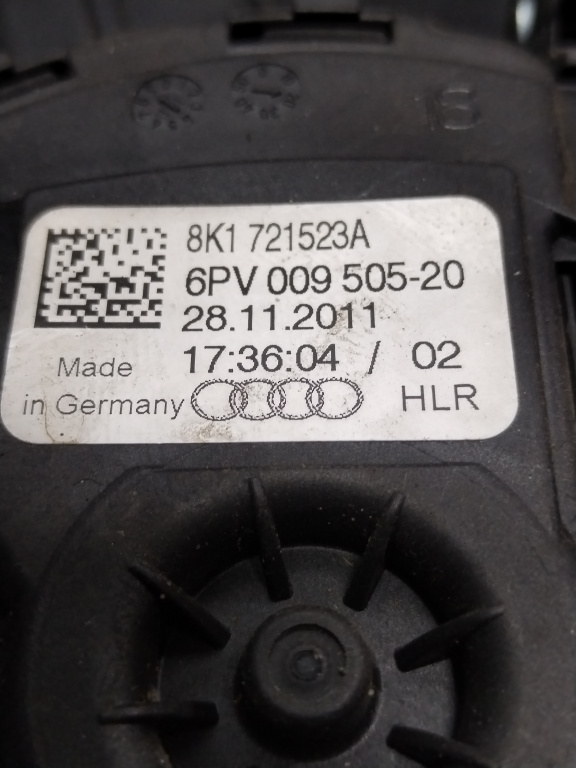 8K1 721523A
6PV 009 505-20
28.11.2011
17:36:04 / 02
Made
in Germany
HLR